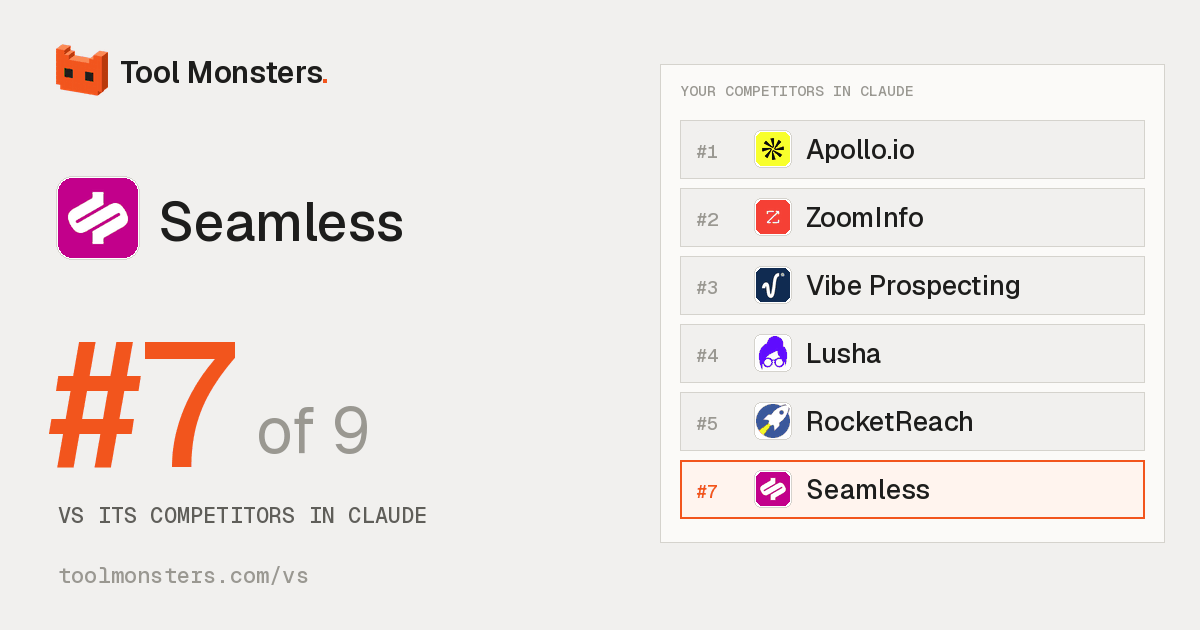 Tool Monsters.
Seamless
#7 of 9
VS ITS COMPETITORS IN CLAUDE
toolmonsters.com/vs
YOUR COMPETITORS IN CLAUDE
#1 Apollo.io
#2 ZoomInfo
#3 Vibe Prospecting
#4 Lusha
#5 RocketReach
#7 Seamless